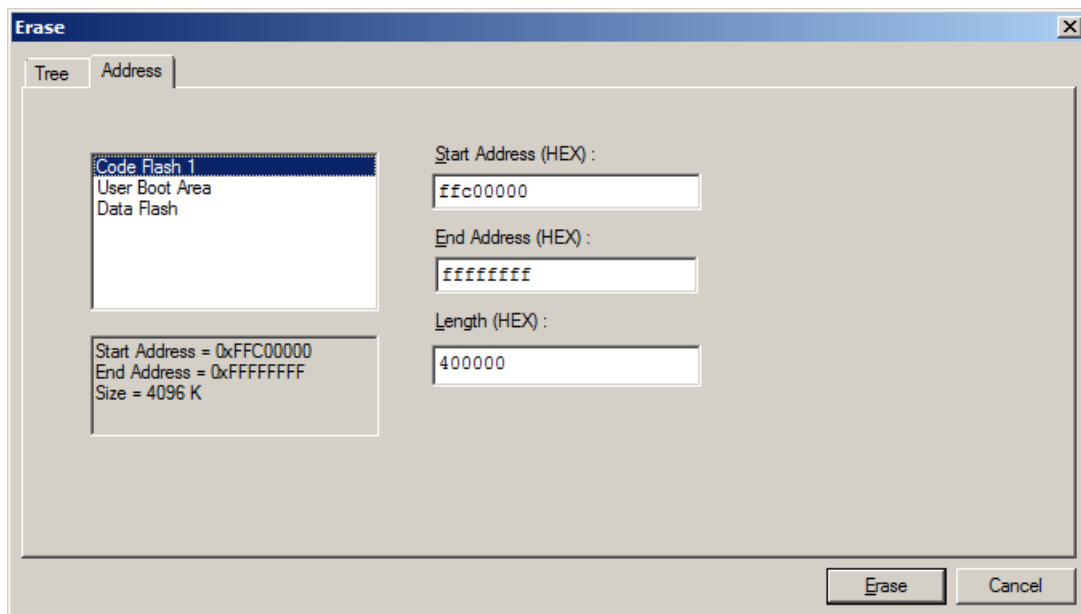 Erase
Tree
Address
Code Flash 1
User Boot Area
Data Flash
Start Address = 0xFFC00000
End Address = 0xFFFFFFFF
Size = 4096 K
Start Address (HEX) :
ffc00000
End Address (HEX) :
ffffffff
Length (HEX) :
400000
Erase
Cancel